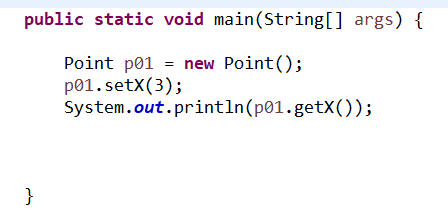 public static void main(String[] args) {
Point p01 = new Point();
p01.setX(3);
System.out.println(p01.getX());
}